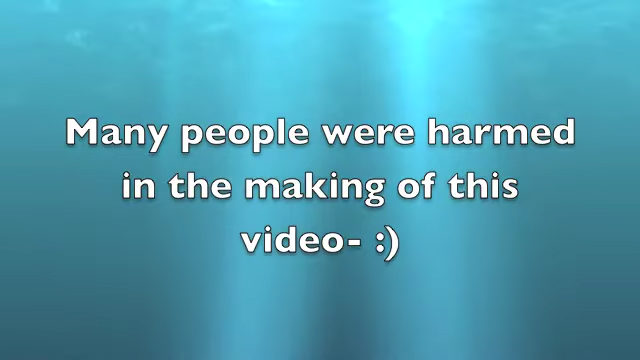 Many people were harmed
in the making of this
video- :)